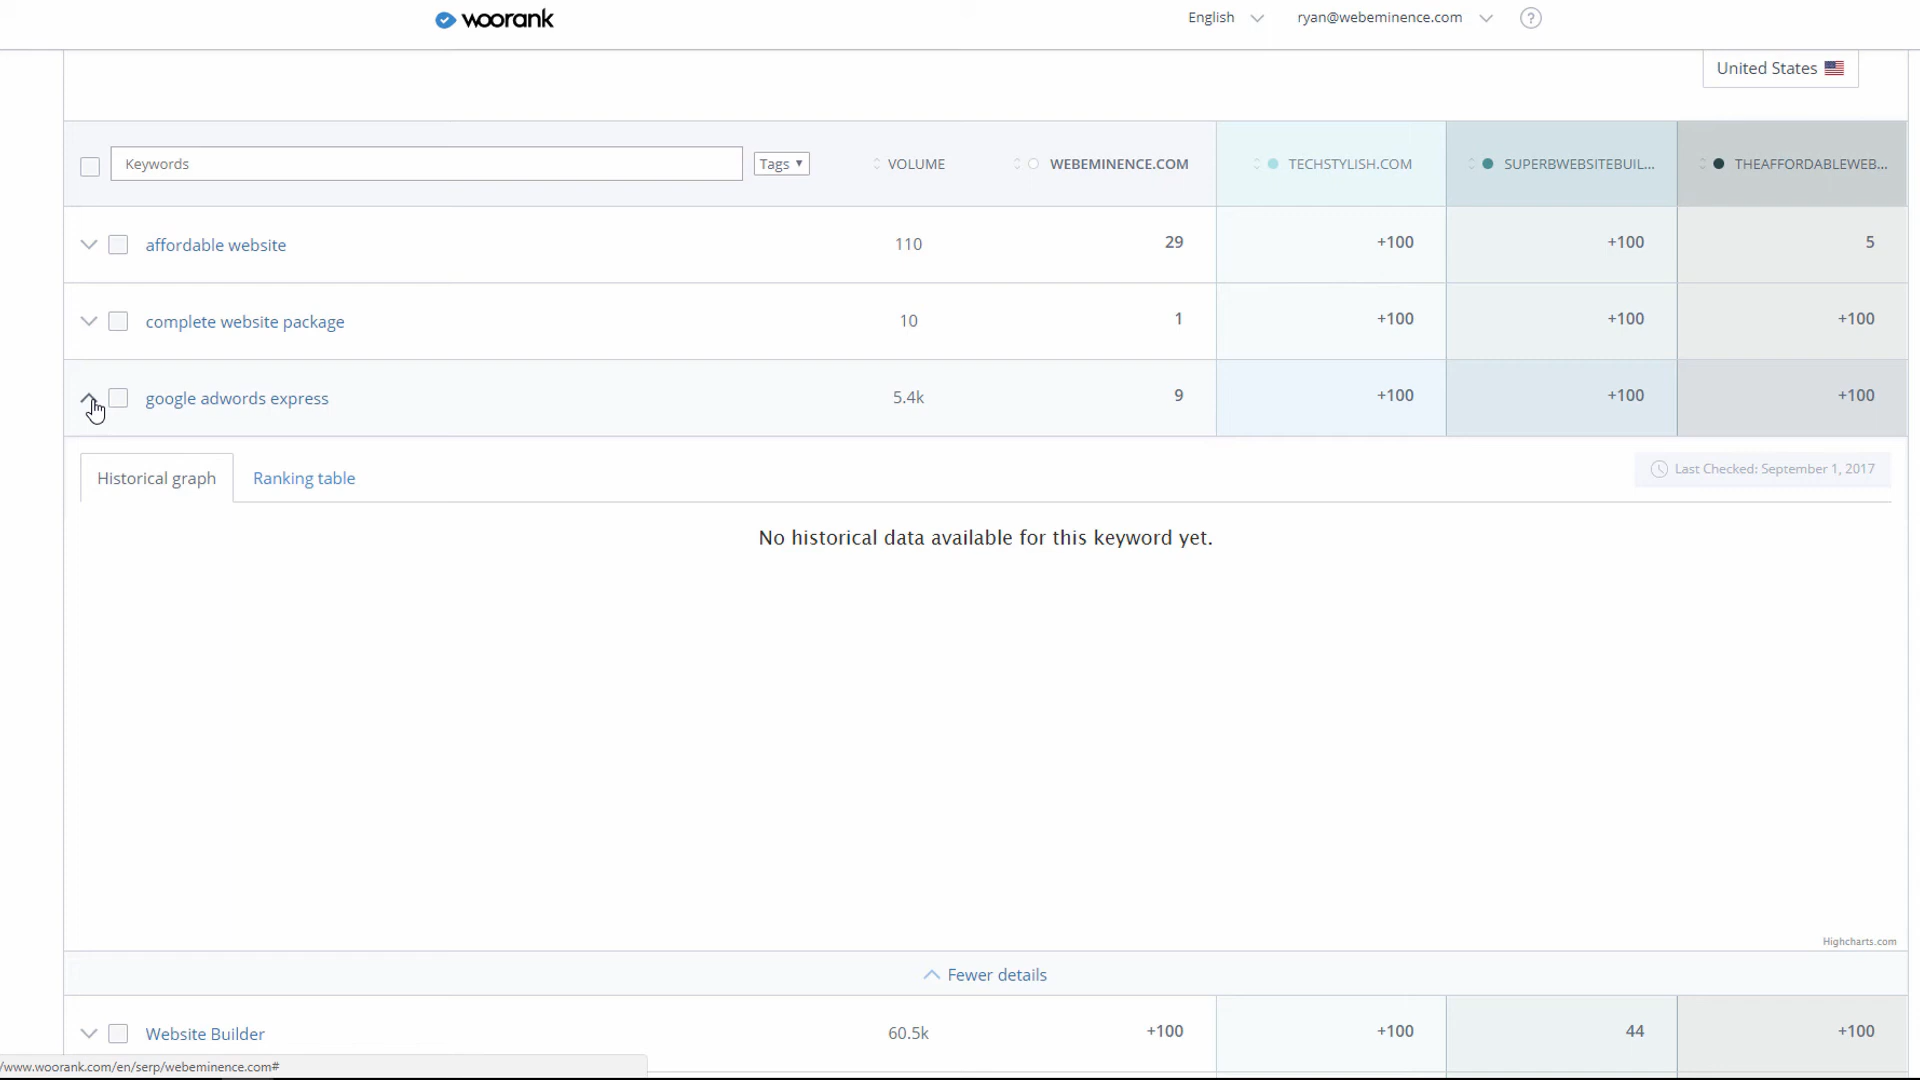 woorank
English
ryan@webeminence.com
?
United States
Keywords
Tags ▾
VOLUME
WEBEMINENCE.COM
TECHSTYLISH.COM
SUPERBWEBSITEBUIL...
THEAFFORDABLEWEB...
affordable website 110 29 +100 +100 5
complete website package 10 1 +100 +100 +100
google adwords express 5.4k 9 +100 +100 +100
Historical graph
Ranking table
Last Checked: September 1, 2017
No historical data available for this keyword yet.
Highcharts.com
Fewer details
Website Builder 60.5k +100 +100 44 +100
/www.woorank.com/en/serp/webeminence.com#